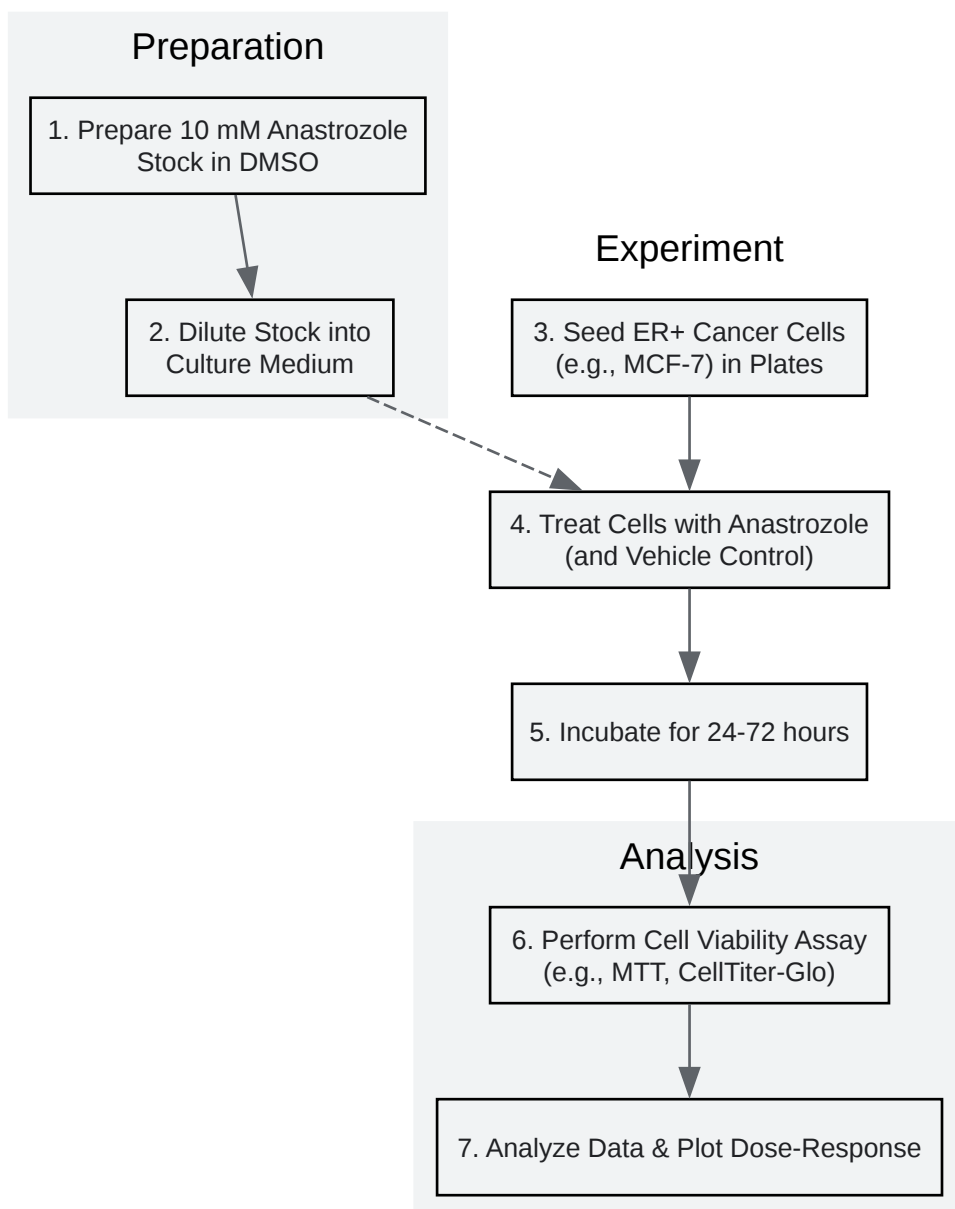 Preparation
1. Prepare 10 mM Anastrozole
Stock in DMSO
2. Dilute Stock into
Culture Medium
Experiment
3. Seed ER+ Cancer Cells
(e.g., MCF-7) in Plates
4. Treat Cells with Anastrozole
(and Vehicle Control)
5. Incubate for 24-72 hours
Analysis
6. Perform Cell Viability Assay
(e.g., MTT, CellTiter-Glo)
7. Analyze Data & Plot Dose-Response